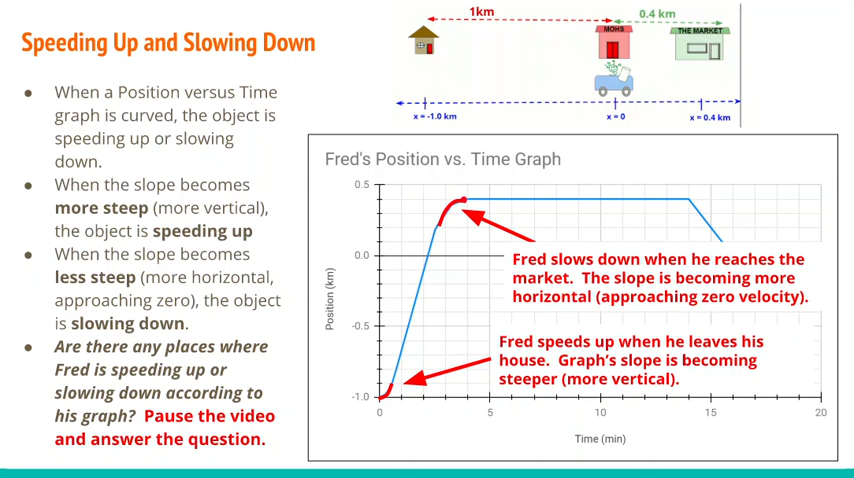 Speeding Up and Slowing Down
● When a Position versus Time
graph is curved, the object is
speeding up or slowing
down.
● When the slope becomes
more steep (more vertical),
the object is speeding up
● When the slope becomes
less steep (more horizontal,
approaching zero), the object
is slowing down.
● Are there any places where
Fred is speeding up or
slowing down according to
his graph? Pause the video
and answer the question.
1km
0.4 km
MOHS
THE MARKET
x = -1.0 km
x = 0
x = 0.4 km
Fred's Position vs. Time Graph
Position (km)
0.5
0.0
-0.5
-1.0
Fred slows down when he reaches the
market. The slope is becoming more
horizontal (approaching zero velocity).
Fred speeds up when he leaves his
house. Graph's slope is becoming
steeper (more vertical).
0 5 10 15 20
Time (min)